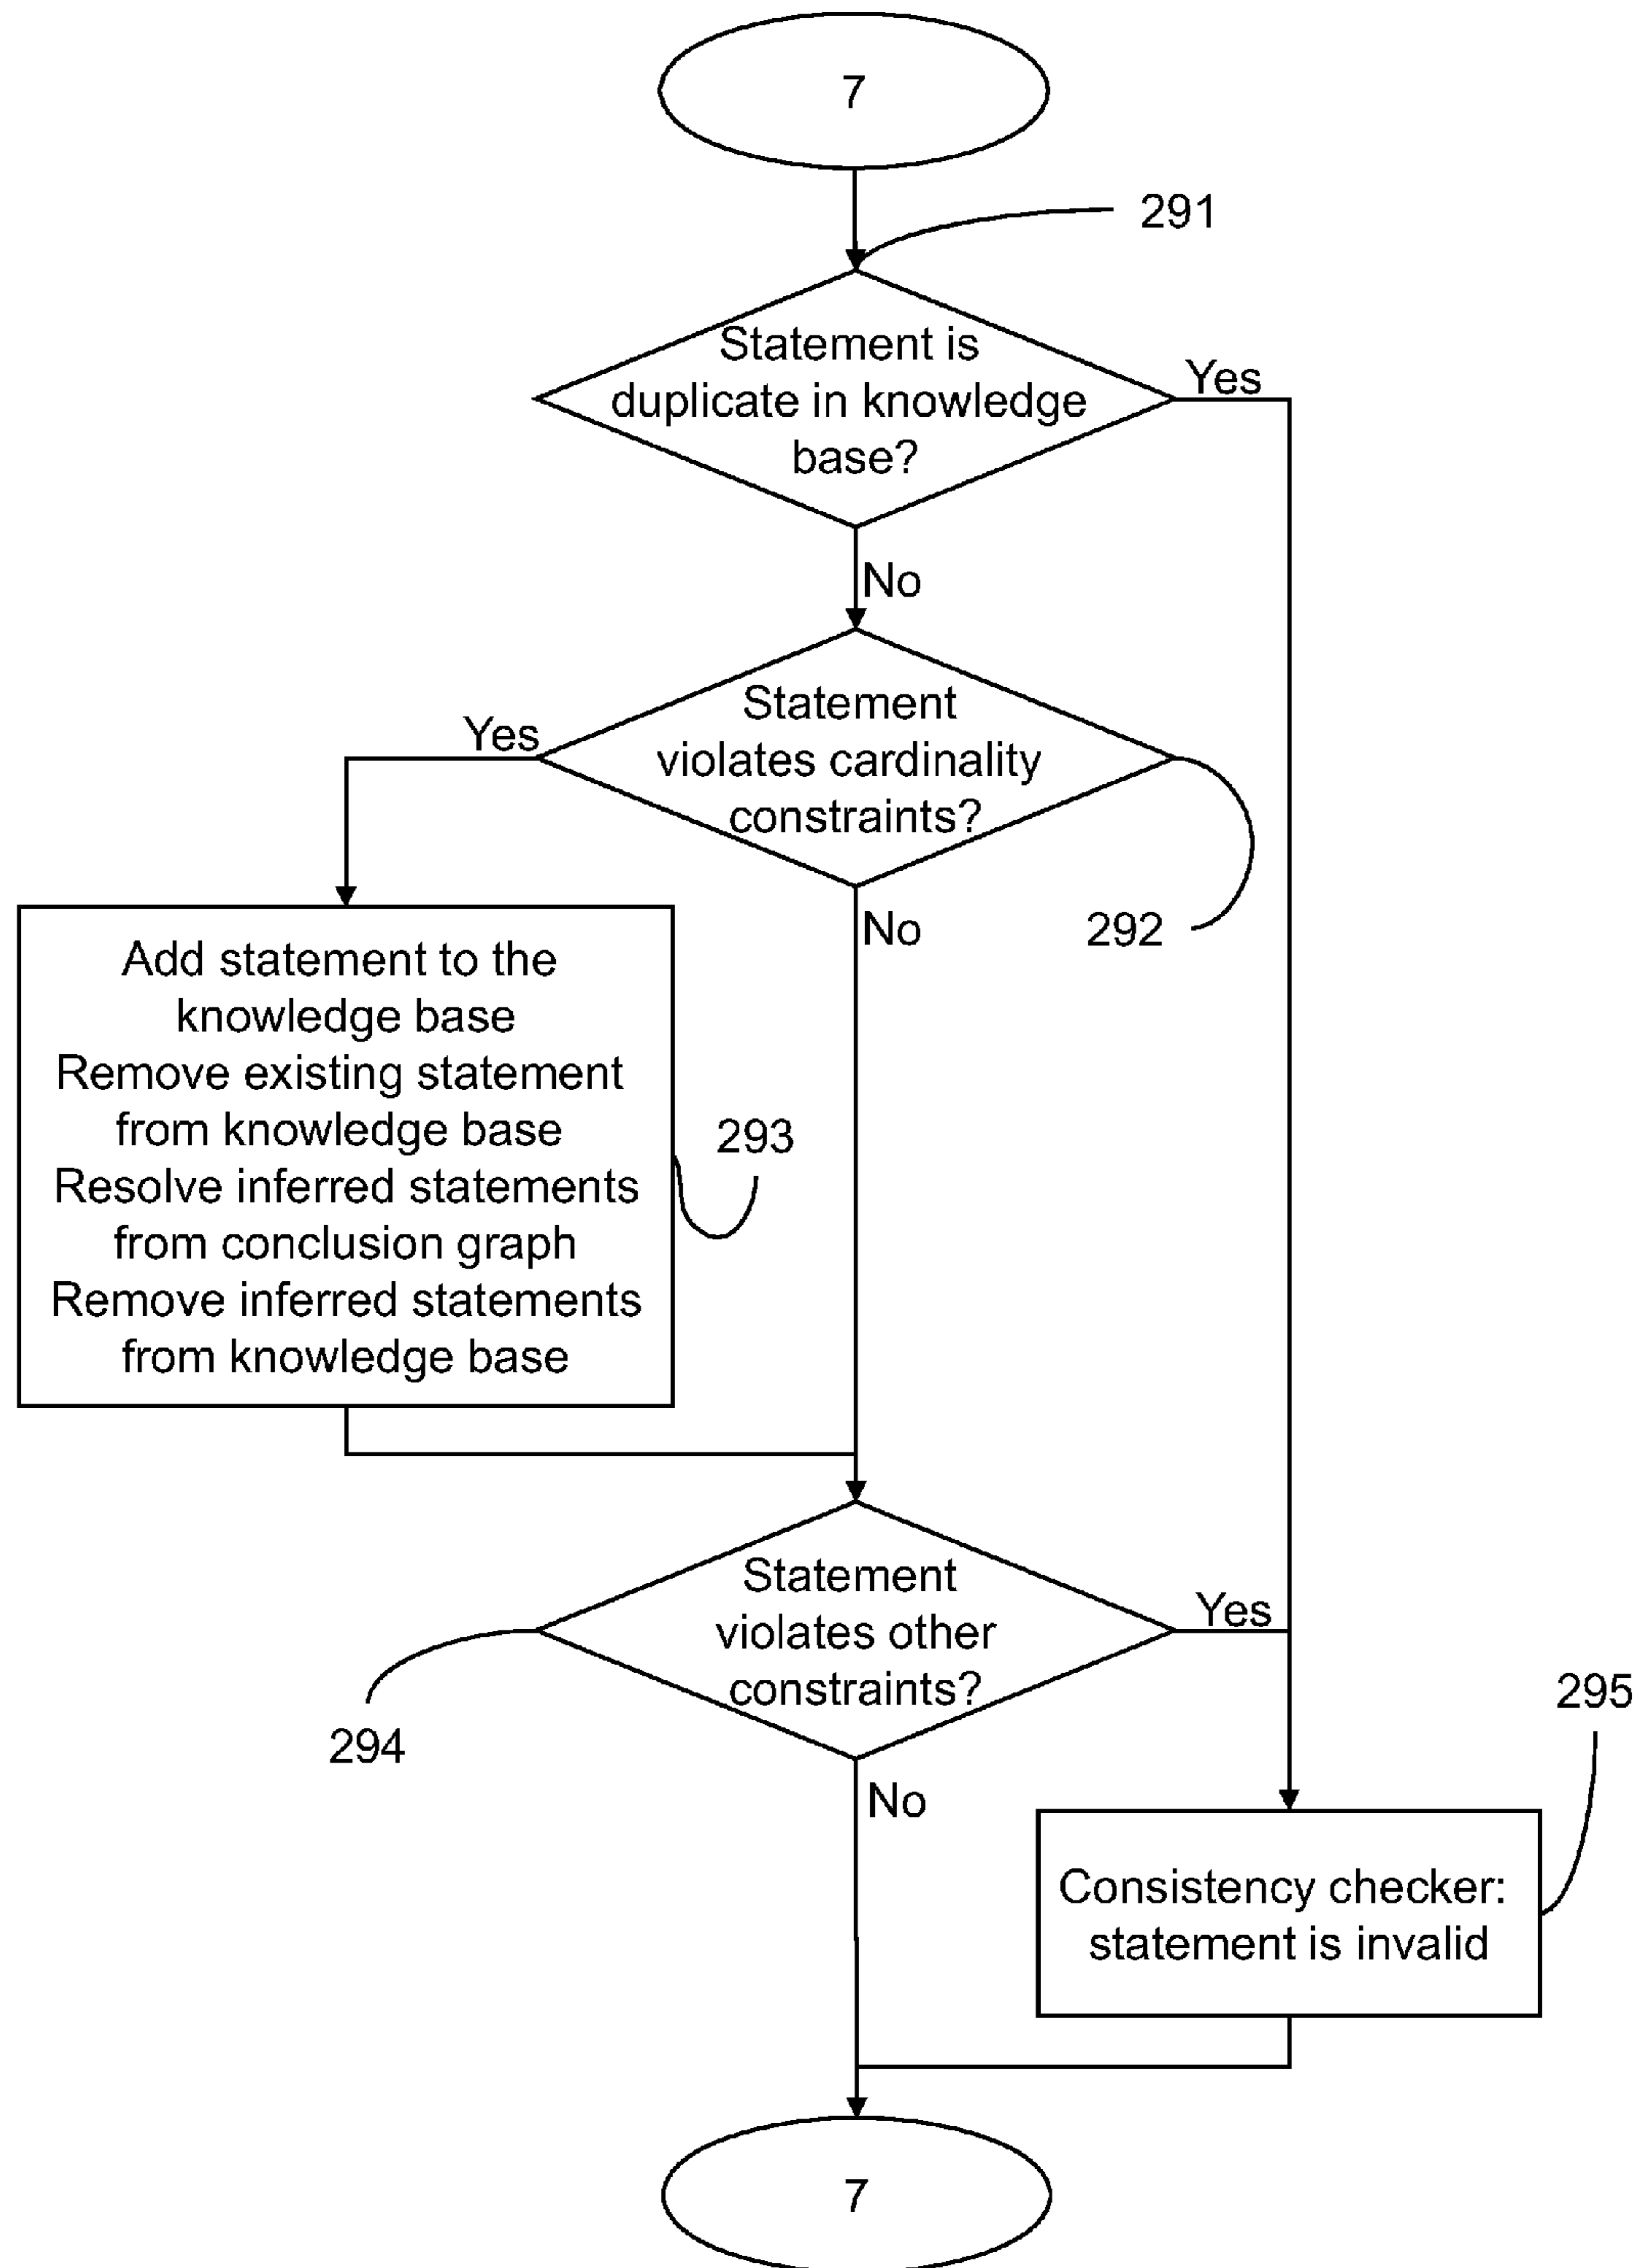 7
291
Statement is
duplicate in knowledge
base?
Yes
No
Statement
violates cardinality
constraints?
Yes
No
292
Add statement to the
knowledge base
Remove existing statement
from knowledge base
Resolve inferred statements
from conclusion graph
Remove inferred statements
from knowledge base
293
Statement
violates other
constraints?
Yes
294
No
295
Consistency checker:
statement is invalid
7